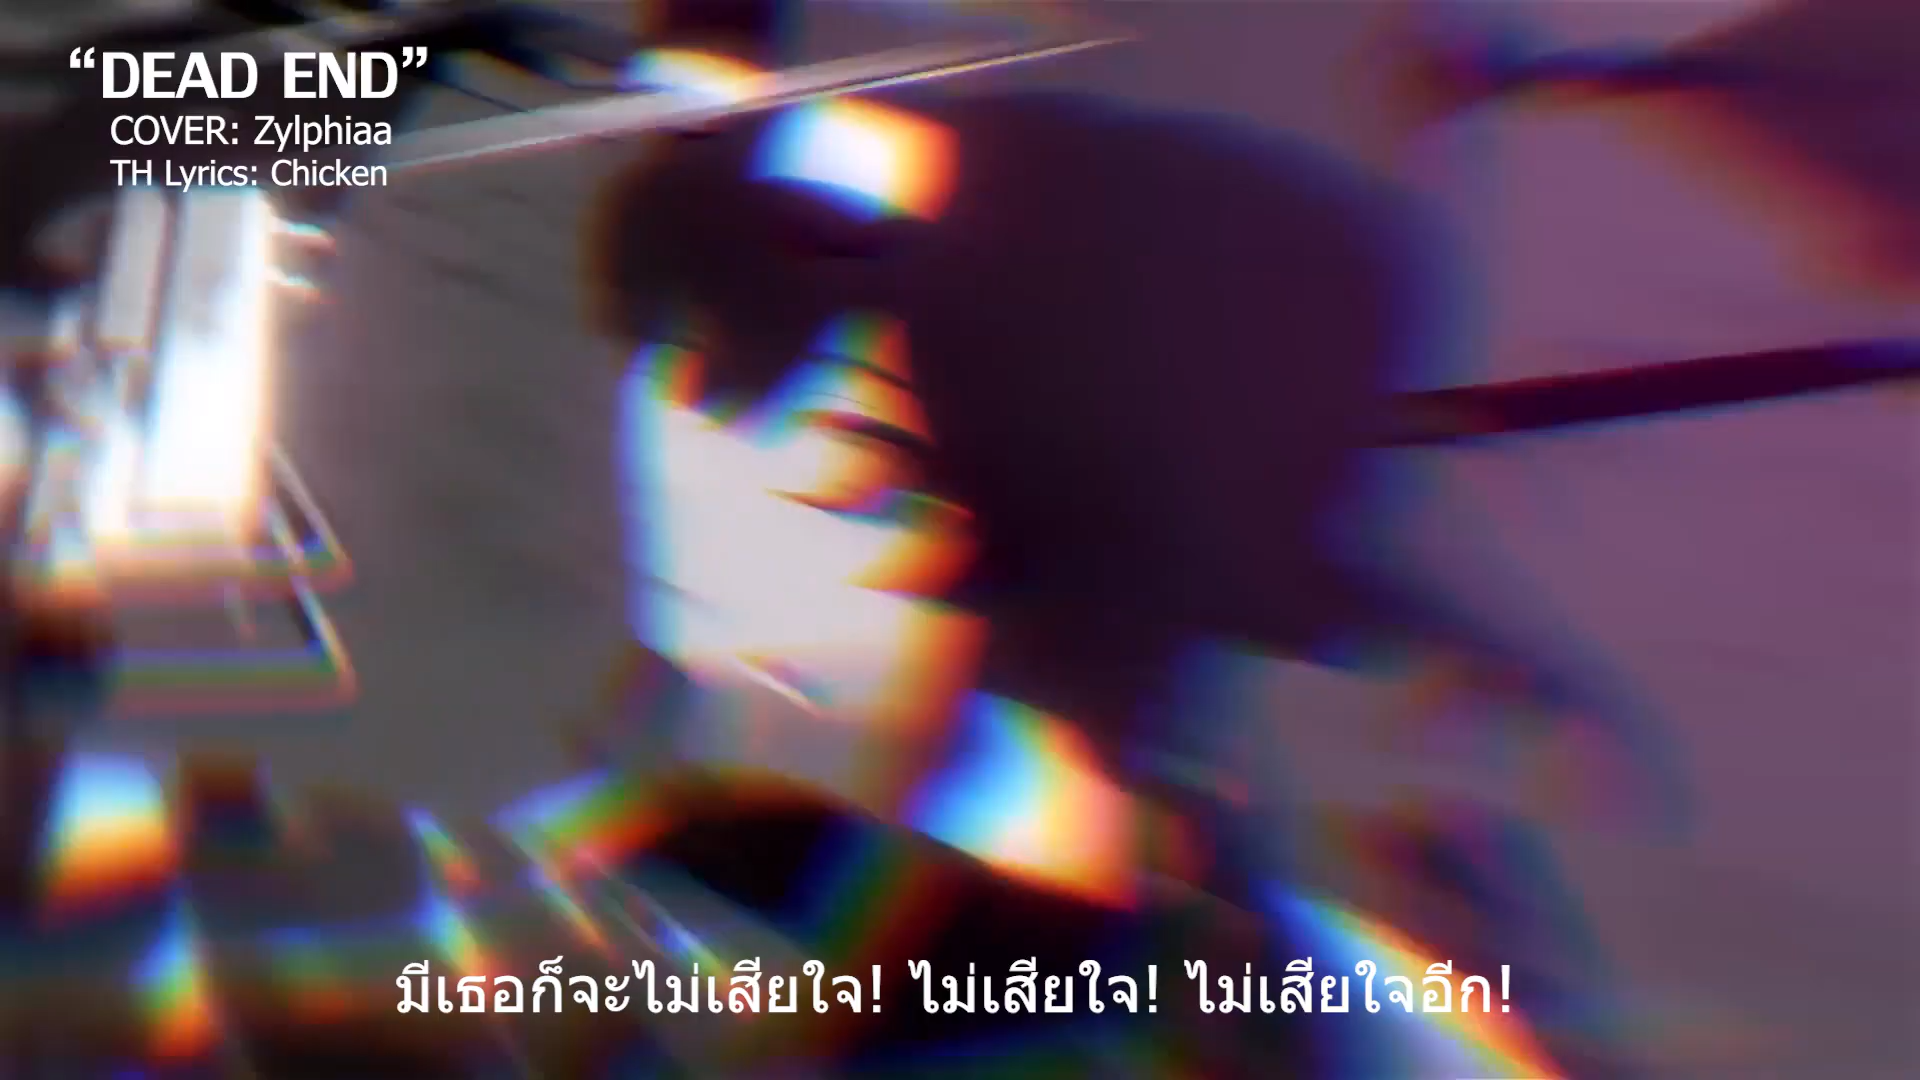 “DEAD END”
COVER: Zylphiaa
TH Lyrics: Chicken
มีเธอก็จะไม่เสียใจ! ไม่เสียใจ! ไม่เสียใจอีก!